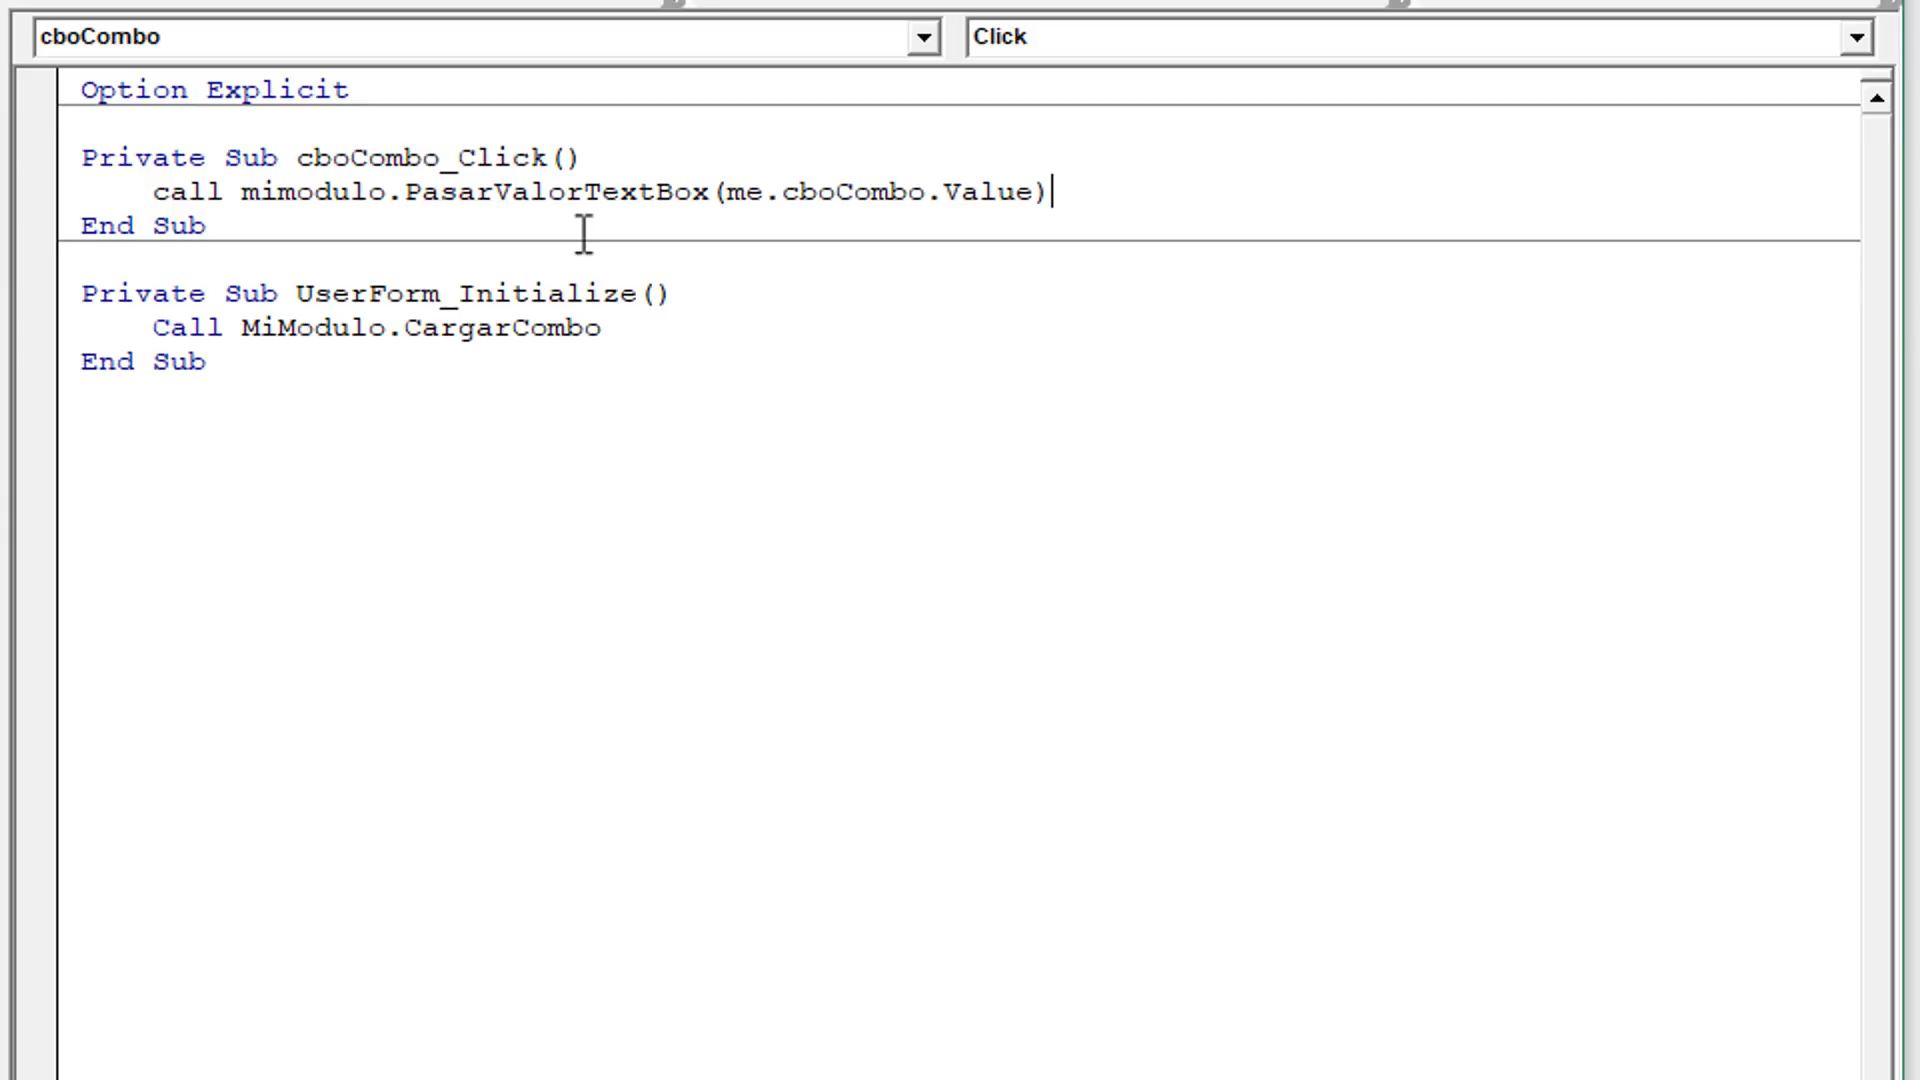 cboCombo
Click
Option Explicit
Private Sub cboCombo_Click()
call mimodulo.PasarValorTextBox(me.cboCombo.Value)
End Sub
Private Sub UserForm_Initialize()
Call MiModulo.CargarCombo
End Sub